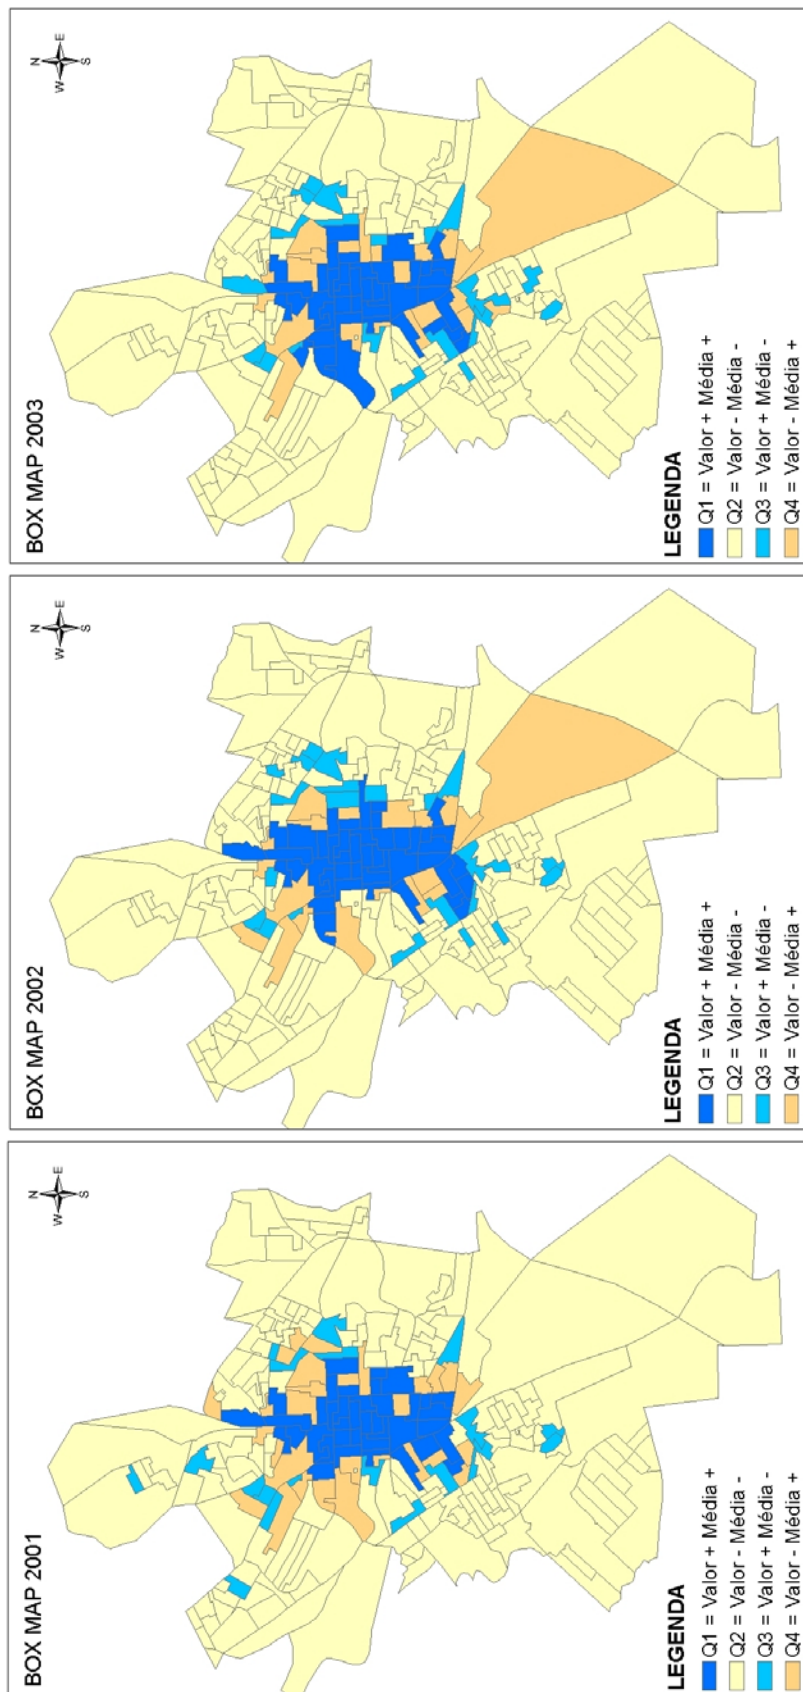 BOX MAP 2001
N
W
E
S
LEGENDA
Q1 = Valor + Média +
Q2 = Valor - Média -
Q3 = Valor + Média -
Q4 = Valor - Média +
BOX MAP 2002
N
W
E
S
LEGENDA
Q1 = Valor + Média +
Q2 = Valor - Média -
Q3 = Valor + Média -
Q4 = Valor - Média +
BOX MAP 2003
N
W
E
S
LEGENDA
Q1 = Valor + Média +
Q2 = Valor - Média -
Q3 = Valor + Média -
Q4 = Valor - Média +